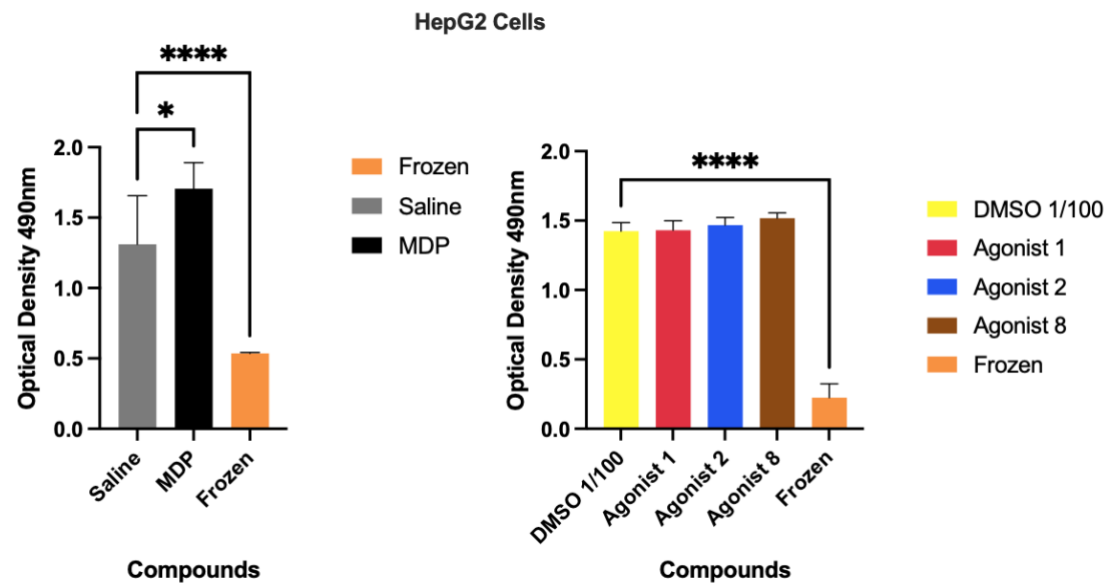 HepG2 Cells
****
*
2.0
1.5
1.0
0.5
0.0
Optical Density 490nm
Saline
MDP
Frozen
Compounds
Frozen
Saline
MDP
****
2.0
1.5
1.0
0.5
0.0
Optical Density 490nm
DMSO 1/100
Agonist 1
Agonist 2
Agonist 8
Frozen
Compounds
DMSO 1/100
Agonist 1
Agonist 2
Agonist 8
Frozen